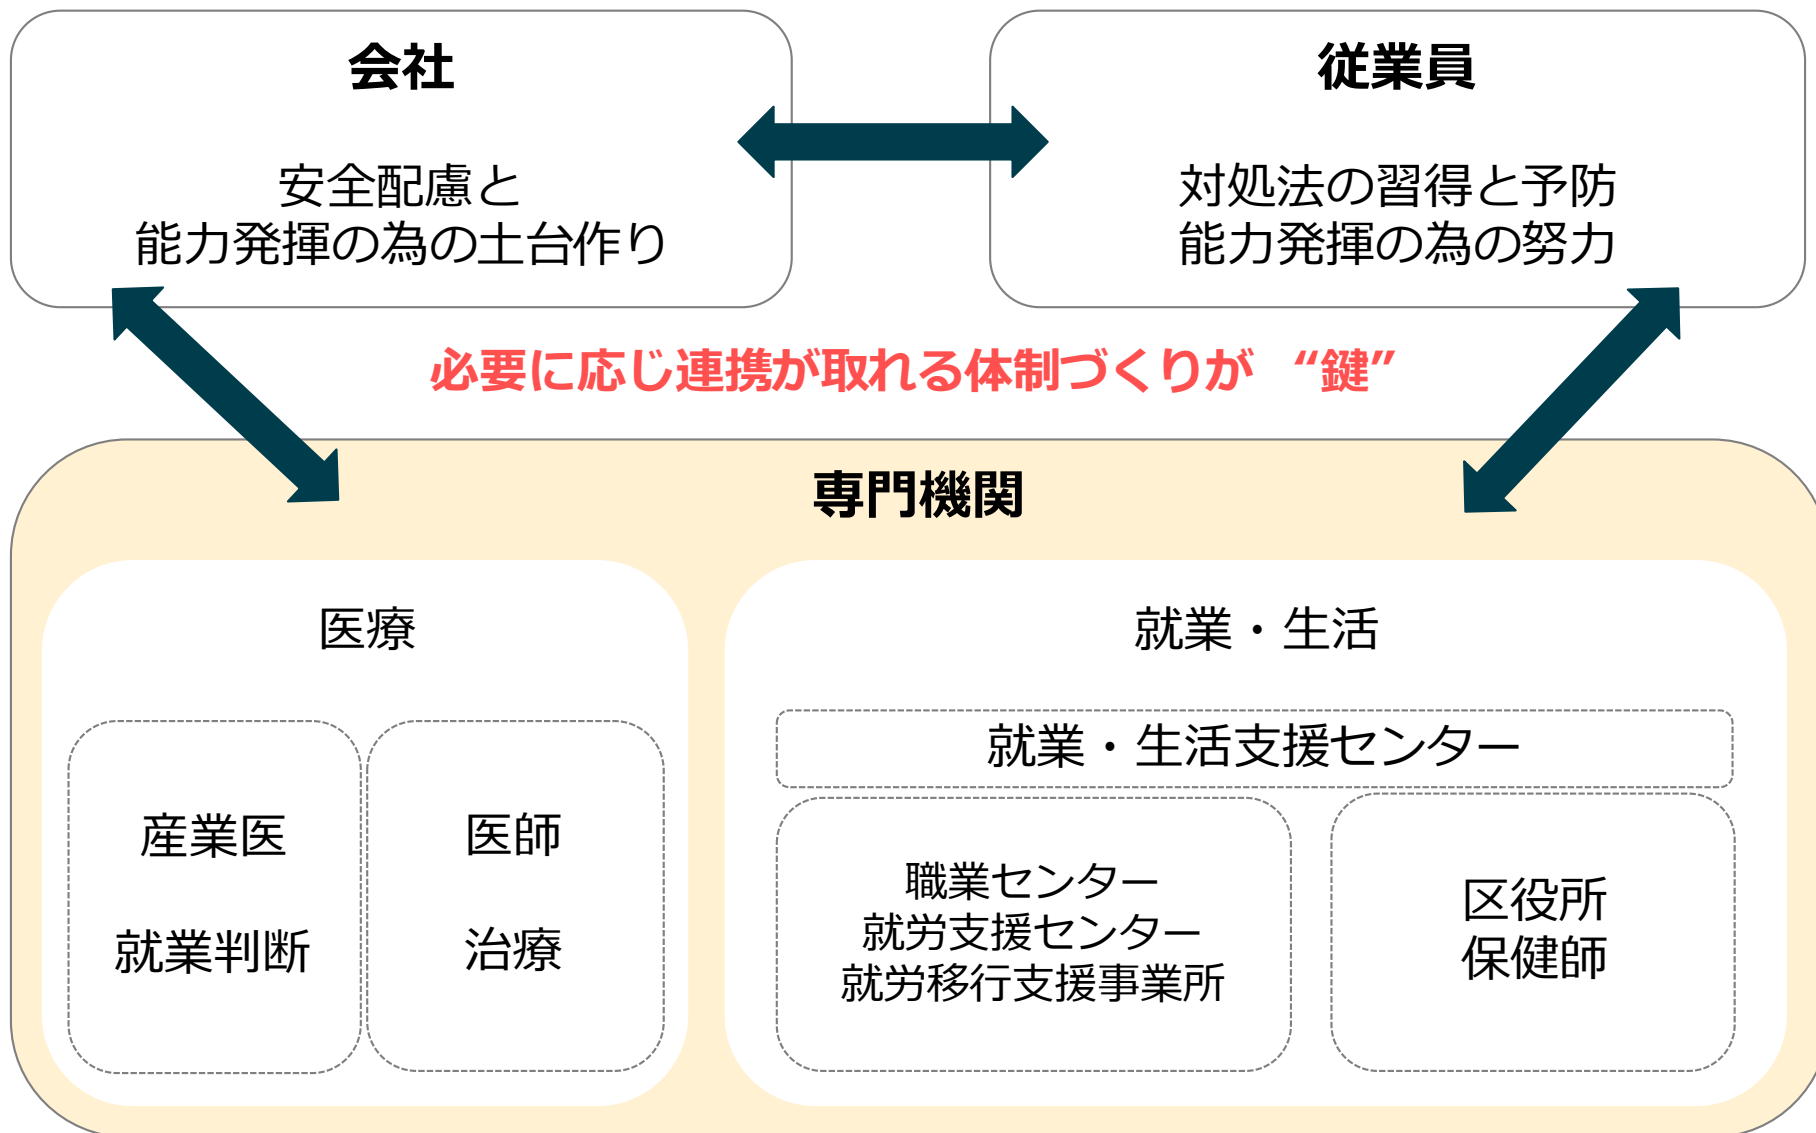 会社
安全配慮と
能力発揮の為の土台作り
従業員
対処法の習得と予防
能力発揮の為の努力
必要に応じ連携が取れる体制づくりが “鍵”
専門機関
医療
産業医
就業判断
医師
治療
就業・生活
就業・生活支援センター
職業センター
就労支援センター
就労移行支援事業所
区役所
保健師